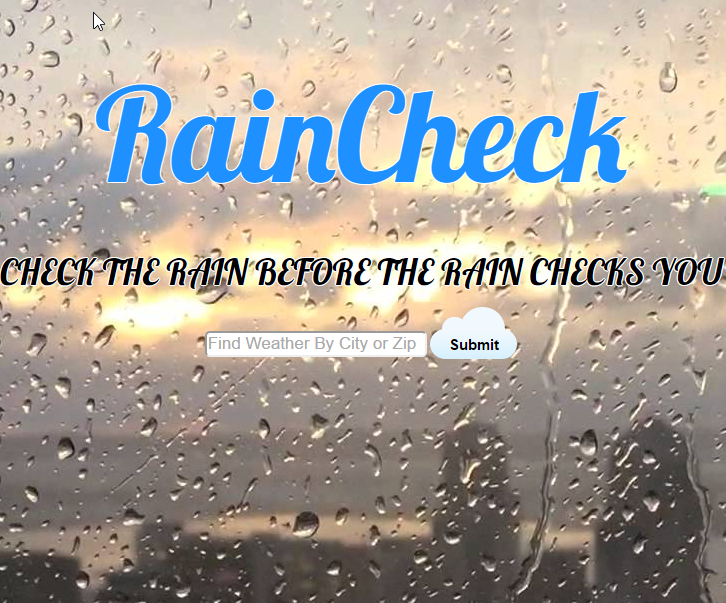 RainCheck
CHECK THE RAIN BEFORE THE RAIN CHECKS YOU
Find Weather By City or Zip
Submit